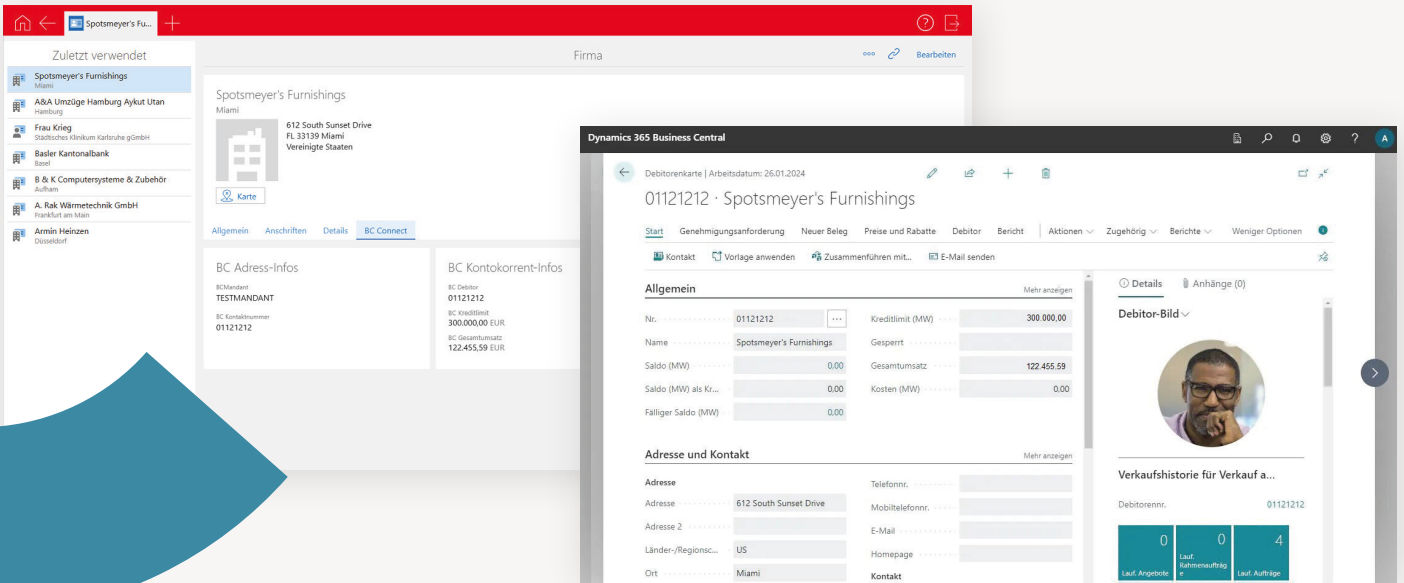 Spotsmeyer's Fu...
Zuletzt verwendet
Spotsmeyer's Furnishings
Miami
A&A Umzüge Hamburg Aykut Utan
Hamburg
Frau Krieg
Städtisches Klinikum Karlsruhe gGmbH
Basler Kantonalbank
Basel
B & K Computersysteme & Zubehör
Aufham
A. Rak Wärmetechnik GmbH
Frankfurt am Main
Armin Heinzen
Düsseldorf
Firma
Bearbeiten
Spotsmeyer's Furnishings
Miami
612 South Sunset Drive
FL 33139 Miami
Vereinigte Staaten
Karte
Allgemein Anschriften Details BC Connect
BC Adress-Infos
BCMandant
TESTMANDANT
BC Kontaktnummer
01121212
BC Kontokorrent-Infos
BC Debitor
01121212
BC Kreditlimit
300.000,00 EUR
BC Gesamtumsatz
122.455,59 EUR
Dynamics 365 Business Central
A
Debitorenkarte | Arbeitsdatum: 26.01.2024
01121212 · Spotsmeyer's Furnishings
Start Genehmigungsanforderung Neuer Beleg Preise und Rabatte Debitor Bericht Aktionen Zugehörig Berichte Weniger Optionen
Kontakt Vorlage anwenden Zusammenführen mit... E-Mail senden
Allgemein Mehr anzeigen
Nr. 01121212 ... Kreditlimit (MW) 300.000,00
Name Spotsmeyer's Furnishings Gesperrt
Saldo (MW) 0,00 Gesamtumsatz 122.455,59
Saldo (MW) als Kr... 0,00 Kosten (MW) 0,00
Fälliger Saldo (MW) 0,00
Adresse und Kontakt Mehr anzeigen
Adresse Telefonnr.
Adresse 612 South Sunset Drive Mobiltelefonnr.
Adresse 2 E-Mail
Länder-/Regionsc... US Homepage
Ort Miami Kontakt
Details Anhänge (0)
Debitor-Bild
Verkaufshistorie für Verkauf a...
Debitorennr. 01121212
0 0 4
Lauf. Angebote Lauf. Rahmenaufträg e Lauf. Aufträge